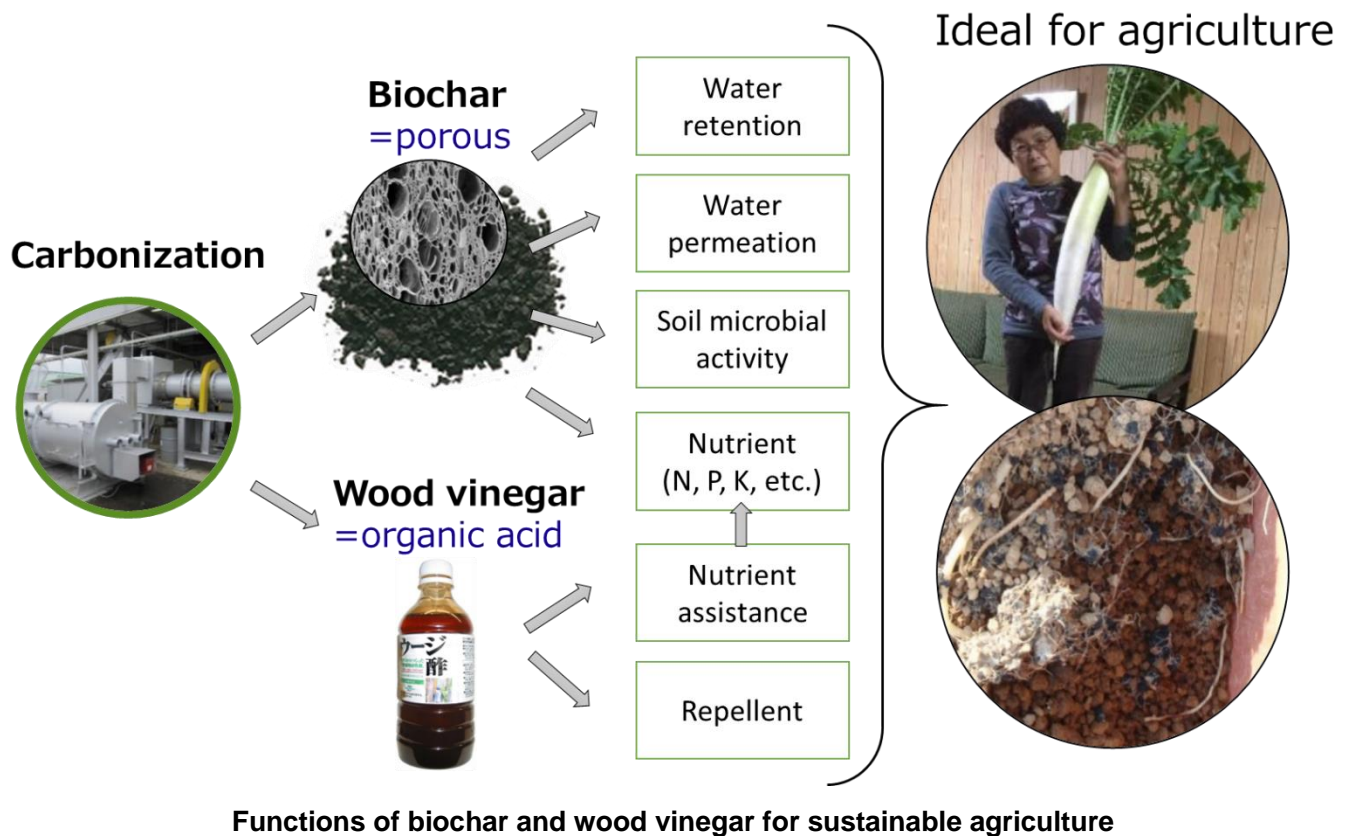 Ideal for agriculture
Carbonization
Biochar
=porous
Wood vinegar
=organic acid
ウージ
酢
Water
retention
Water
permeation
Soil microbial
activity
Nutrient
(N, P, K, etc.)
Nutrient
assistance
Repellent
Functions of biochar and wood vinegar for sustainable agriculture